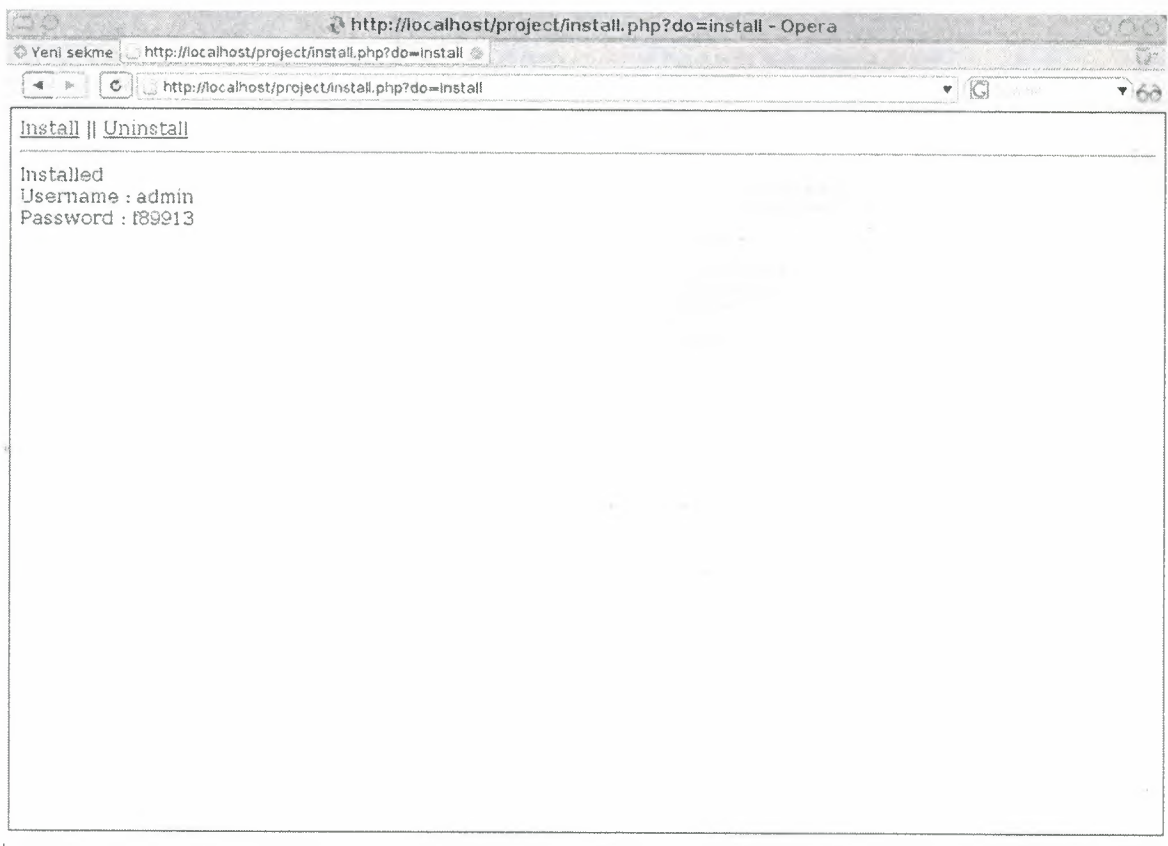 http://localhost/project/install.php?do=install - Opera
Yeni sekme http://localhost/project/install.php?do=install
http://localhost/project/install.php?do=install
Install || Uninstall
Installed
Username : admin
Password : f89913